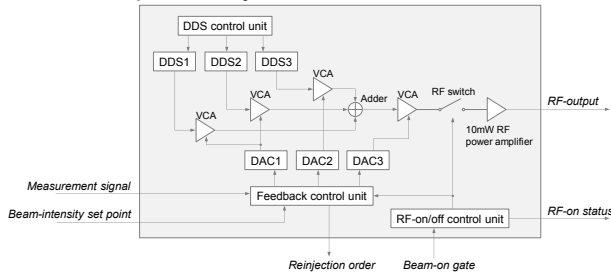 DDS control unit
DDS1
DDS2
DDS3
VCA
VCA
VCA
VCA
Adder
RF switch
RF-output
10mW RF
power amplifier
DAC1
DAC2
DAC3
Measurement signal
Feedback control unit
Beam-intensity set point
RF-on/off control unit
RF-on status
Reinjection order
Beam-on gate